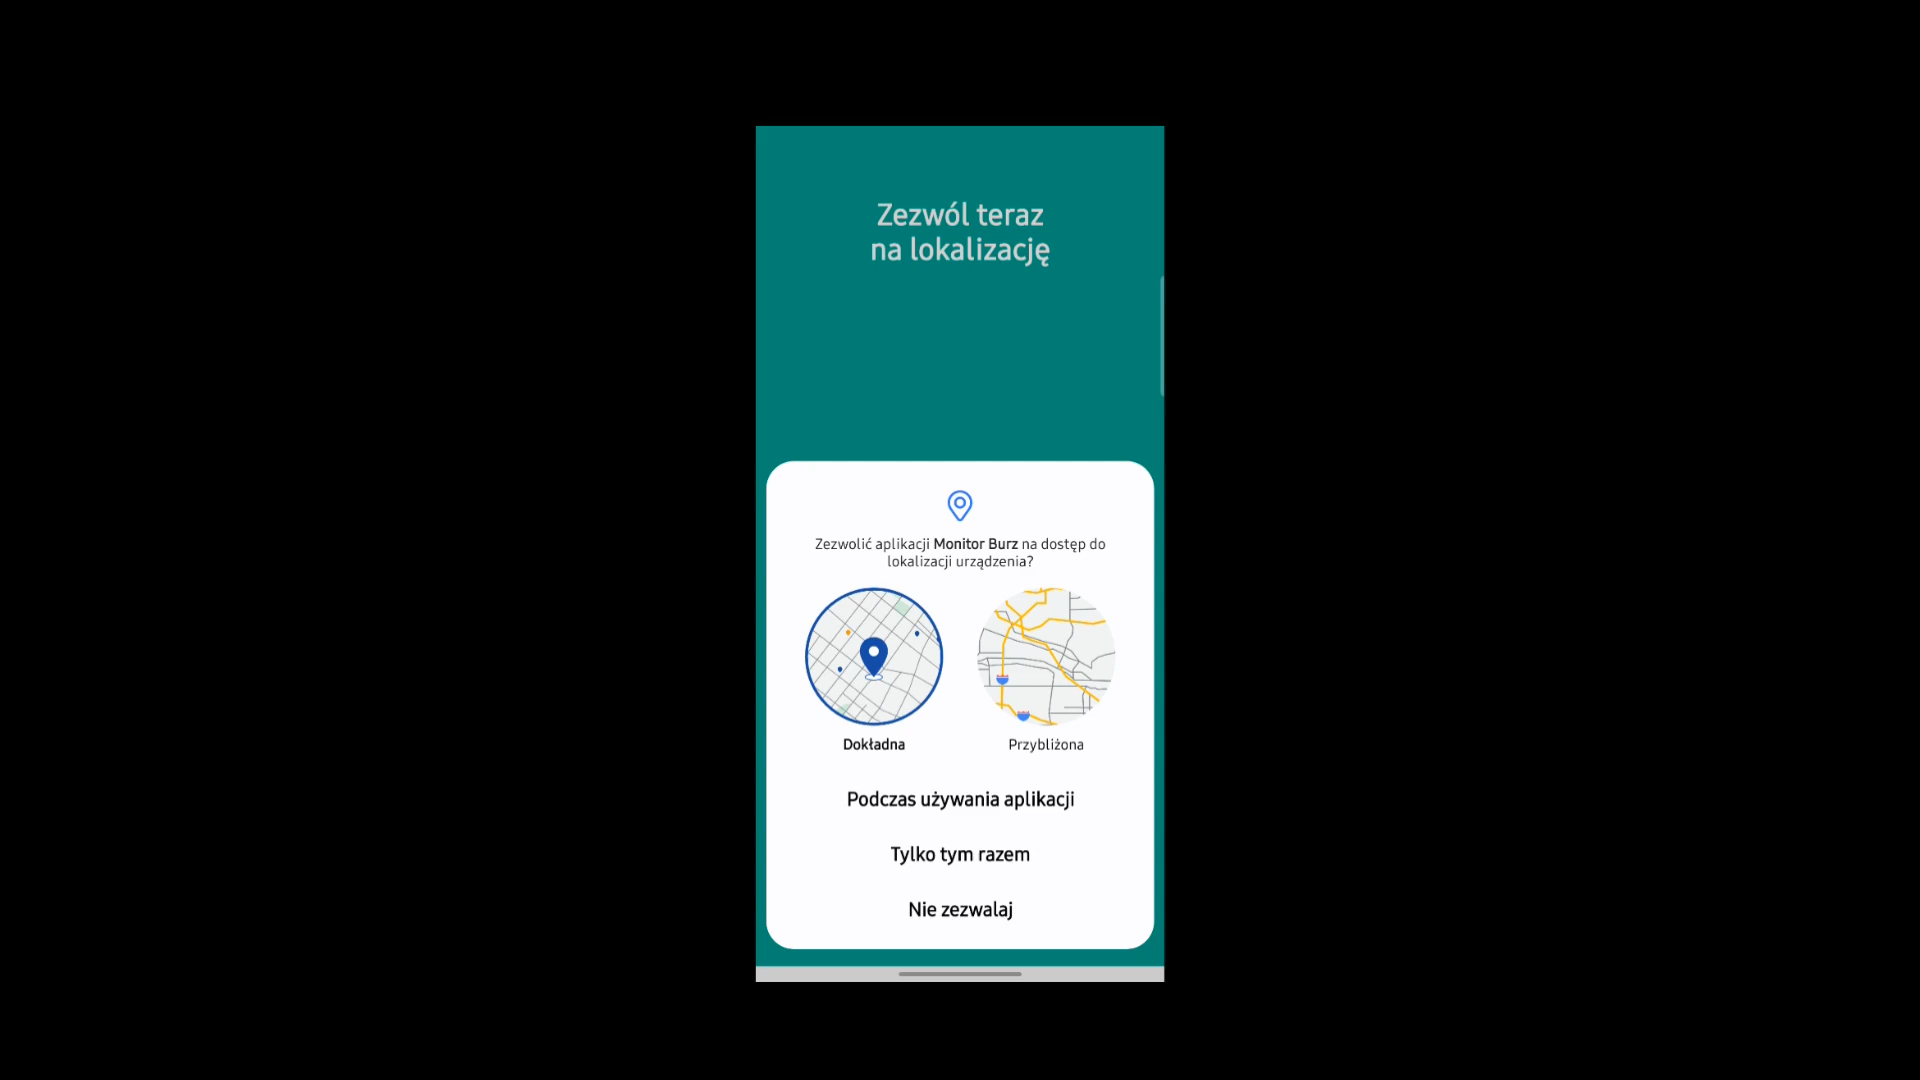 Zezwól teraz
na lokalizację
Zezwolić aplikacji Monitor Burz na dostęp do
lokalizacji urządzenia?
Dokładna
Przybliżona
Podczas używania aplikacji
Tylko tym razem
Nie zezwalaj